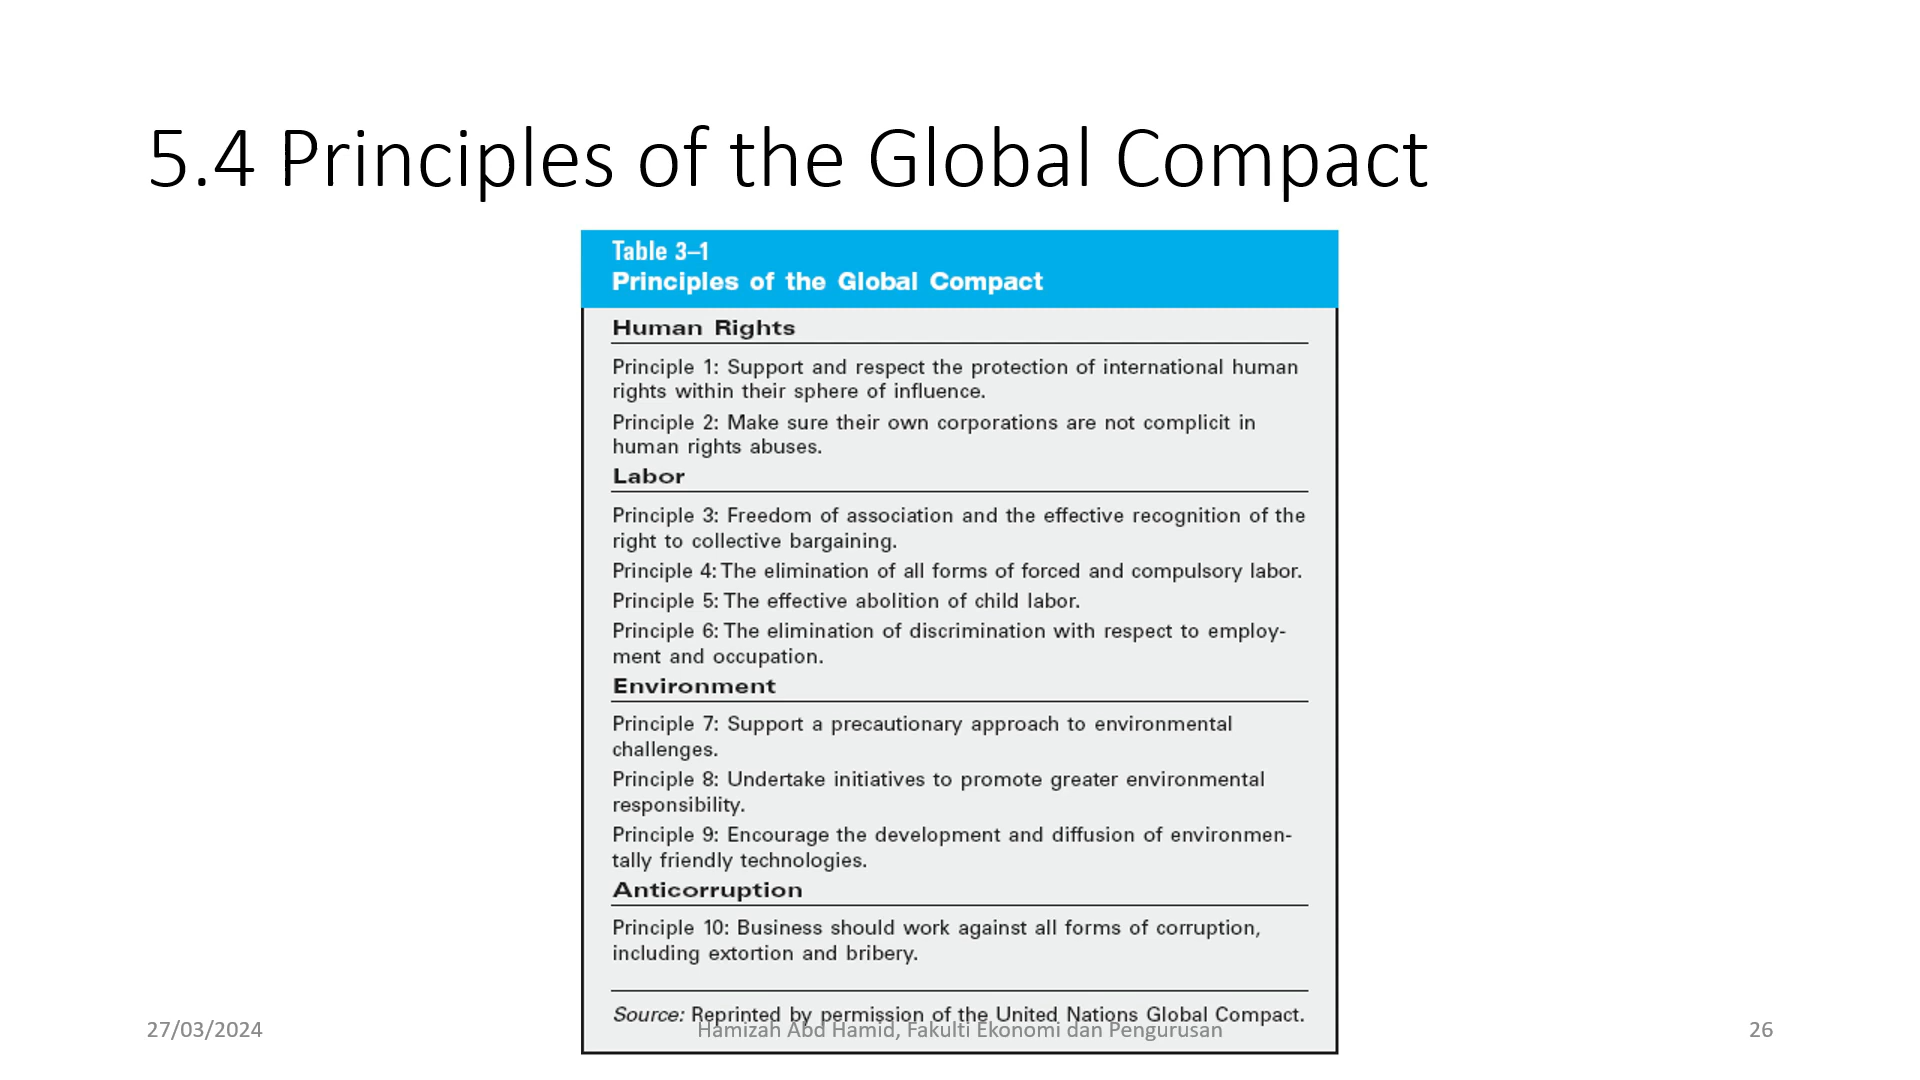 5.4 Principles of the Global Compact
Table 3–1
Principles of the Global Compact
Human Rights
Principle 1: Support and respect the protection of international human
rights within their sphere of influence.
Principle 2: Make sure their own corporations are not complicit in
human rights abuses.
Labor
Principle 3: Freedom of association and the effective recognition of the
right to collective bargaining.
Principle 4: The elimination of all forms of forced and compulsory labor.
Principle 5: The effective abolition of child labor.
Principle 6: The elimination of discrimination with respect to employ-
ment and occupation.
Environment
Principle 7: Support a precautionary approach to environmental
challenges.
Principle 8: Undertake initiatives to promote greater environmental
responsibility.
Principle 9: Encourage the development and diffusion of environmen-
tally friendly technologies.
Anticorruption
Principle 10: Business should work against all forms of corruption,
including extortion and bribery.
Source: Reprinted by permission of the United Nations Global Compact.
27/03/2024
Hamizah Abd Hamid, Fakulti Ekonomi dan Pengurusan
26